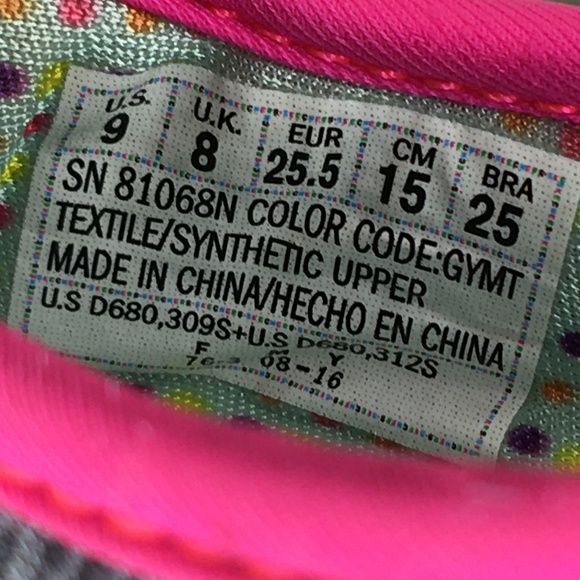 U.S. U.K. EUR CM BRA
9 8 25.5 15 25
SN 81068N COLOR CODE:GYMT
TEXTILE/SYNTHETIC UPPER
MADE IN CHINA/HECHO EN CHINA
U.S D680,309S+U.S D680,312S
F Y
08-16